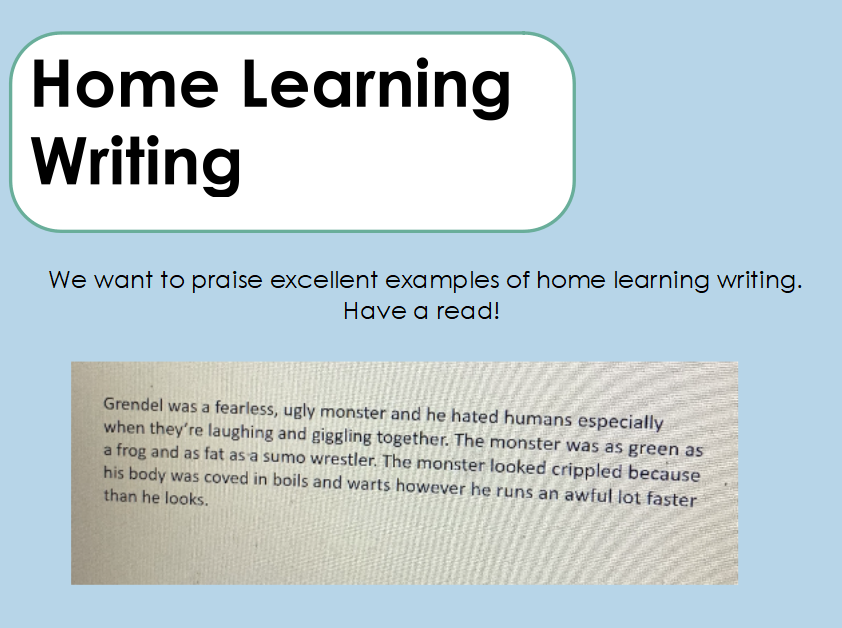 Home Learning
Writing
We want to praise excellent examples of home learning writing.
Have a read!
Grendel was a fearless, ugly monster and he hated humans especially
when they're laughing and giggling together. The monster was as green as
a frog and as fat as a sumo wrestler. The monster looked crippled because
his body was coved in boils and warts however he runs an awful lot faster
than he looks.